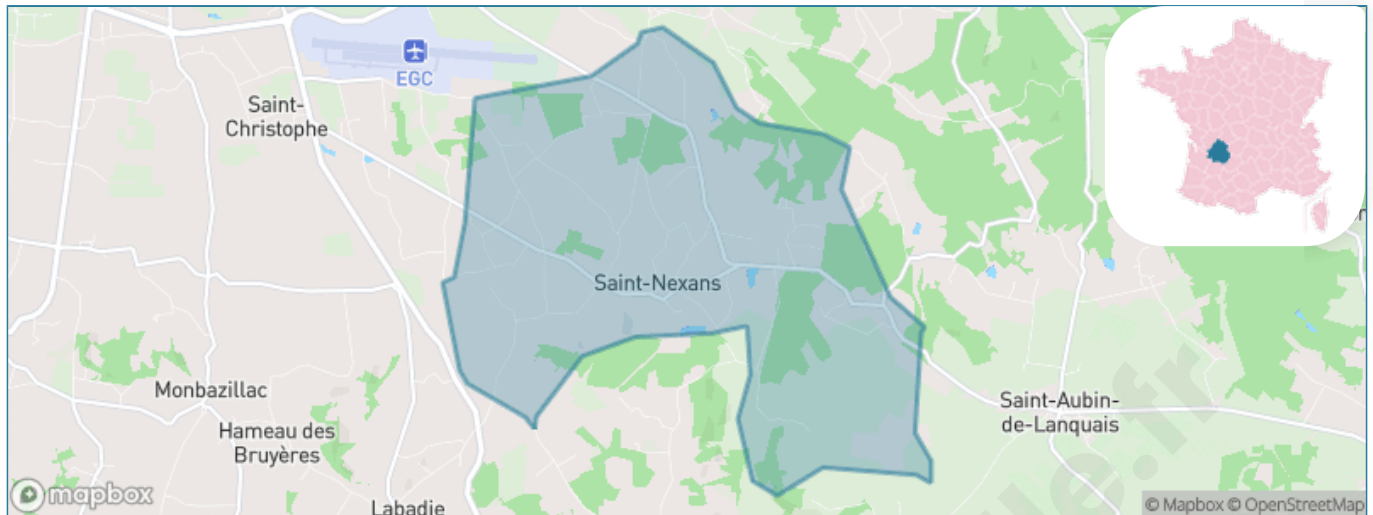 EGC
Saint-
Christophe
Saint-Nexans
Monbazillac
Hameau des
Bruyères
Saint-Aubin-
de-Lanquais
Labadie
mapbox
© Mapbox © OpenStreetMap